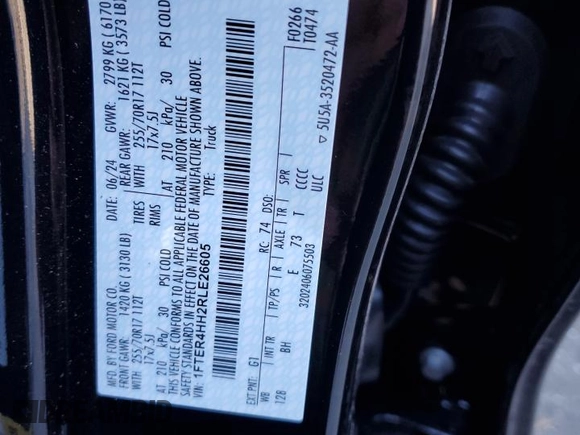 MFD. BY FORD MOTOR CO.
DATE: 06/24 GVWR: 2799 KG ( 6170
FRONT GAWR: 1420 KG ( 3130 LB) REAR GAWR: 1621 KG ( 3573 LB)
WITH 255/70R17 112T TIRES WITH 255/70R17 112T
17x7.5J RIMS 17x7.5J
AT 210 kPa/ 30 PSI COLD AT 210 kPa/ 30 PSI COLD
THIS VEHICLE CONFORMS TO ALL APPLICABLE FEDERAL MOTOR VEHICLE
SAFETY STANDARDS IN EFFECT ON THE DATE OF MANUFACTURE SHOWN ABOVE.
VIN: 1FTER4HH2RLE26605 TYPE: Truck
F0266
T0474
EXT PNT: G1 RC: 74 DSO:
WB INT TR TP/PS R AXLE TR SPR
128 BH E 73 T CCCC
3202406075503 ULC
5U5A-3520472-AA